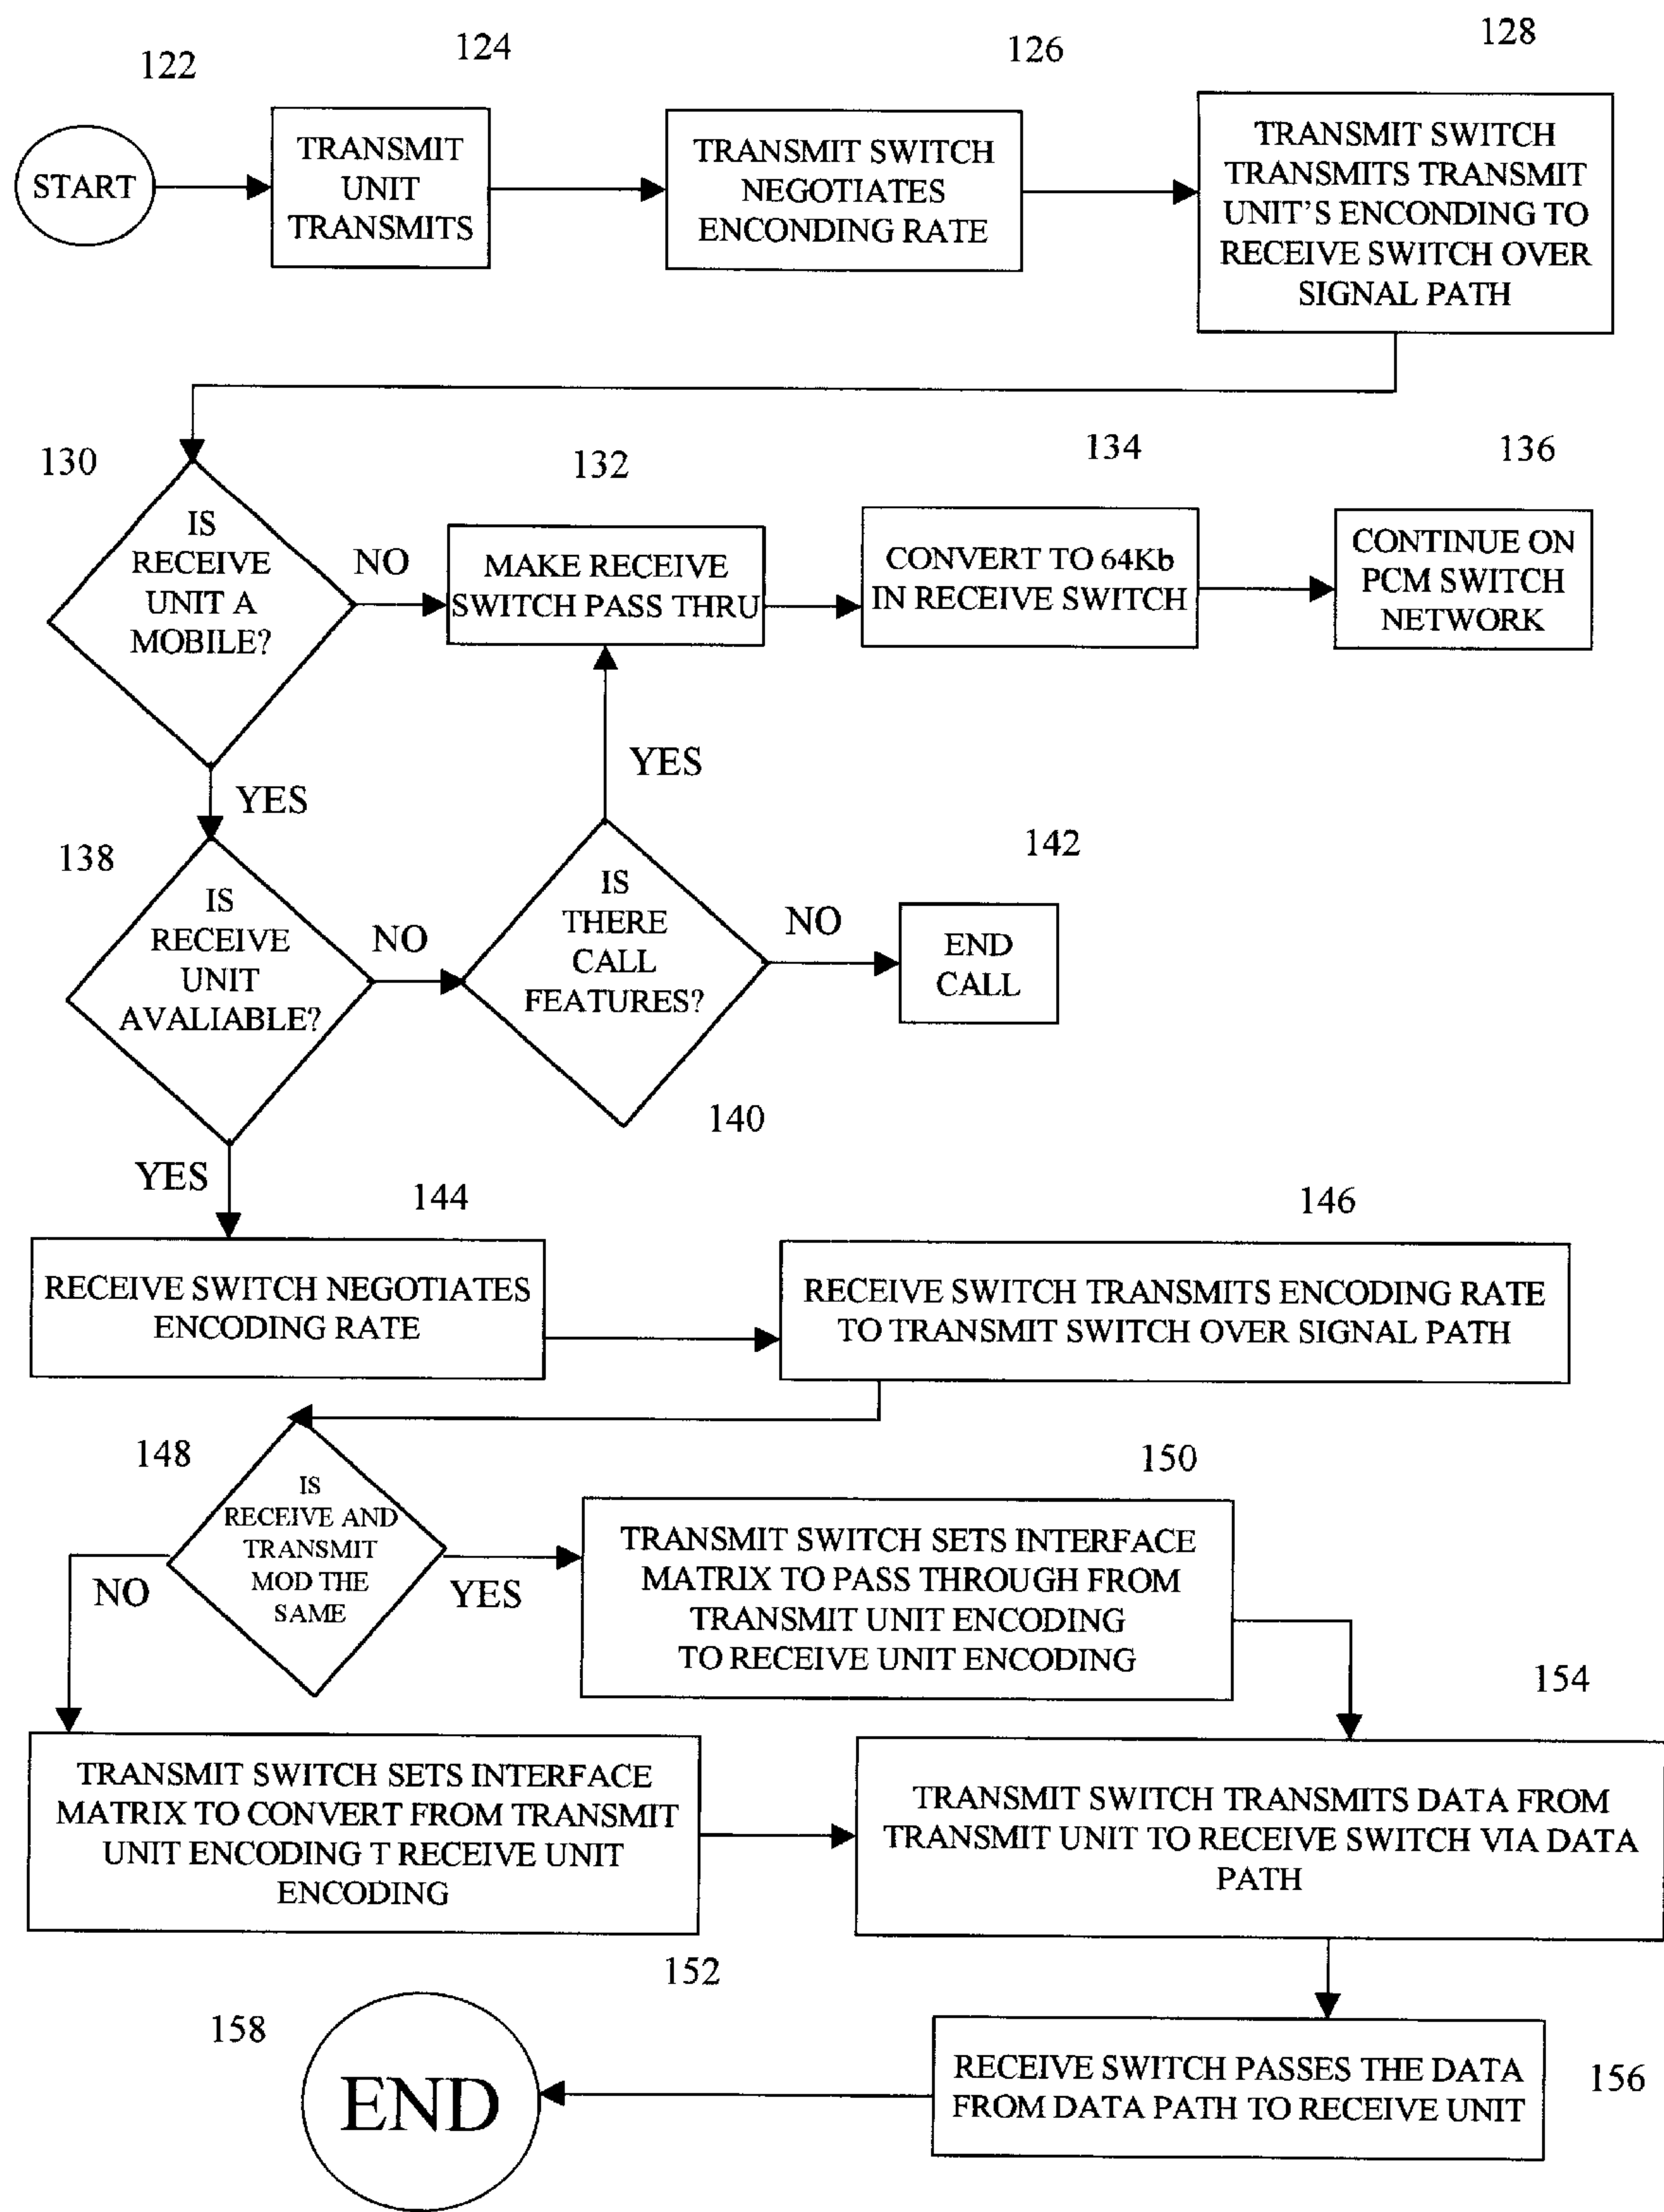 122
124
126
128
START
TRANSMIT
UNIT
TRANSMITS
TRANSMIT SWITCH
NEGOTIATES
ENCONDING RATE
TRANSMIT SWITCH
TRANSMITS TRANSMIT
UNIT'S ENCONDING TO
RECEIVE SWITCH OVER
SIGNAL PATH
130
132
134
136
IS
RECEIVE
UNIT A
MOBILE?
NO
MAKE RECEIVE
SWITCH PASS THRU
CONVERT TO 64Kb
IN RECEIVE SWITCH
CONTINUE ON
PCM SWITCH
NETWORK
YES
YES
138
IS
RECEIVE
UNIT
AVALIABLE?
NO
IS
THERE
CALL
FEATURES?
140
NO
142
END
CALL
YES
144
146
RECEIVE SWITCH NEGOTIATES
ENCODING RATE
RECEIVE SWITCH TRANSMITS ENCODING RATE
TO TRANSMIT SWITCH OVER SIGNAL PATH
148
IS
RECEIVE AND
TRANSMIT
MOD THE
SAME
NO
YES
150
TRANSMIT SWITCH SETS INTERFACE
MATRIX TO PASS THROUGH FROM
TRANSMIT UNIT ENCODING
TO RECEIVE UNIT ENCODING
154
TRANSMIT SWITCH SETS INTERFACE
MATRIX TO CONVERT FROM TRANSMIT
UNIT ENCODING T RECEIVE UNIT
ENCODING
152
TRANSMIT SWITCH TRANSMITS DATA FROM
TRANSMIT UNIT TO RECEIVE SWITCH VIA DATA
PATH
158
END
RECEIVE SWITCH PASSES THE DATA
FROM DATA PATH TO RECEIVE UNIT
156